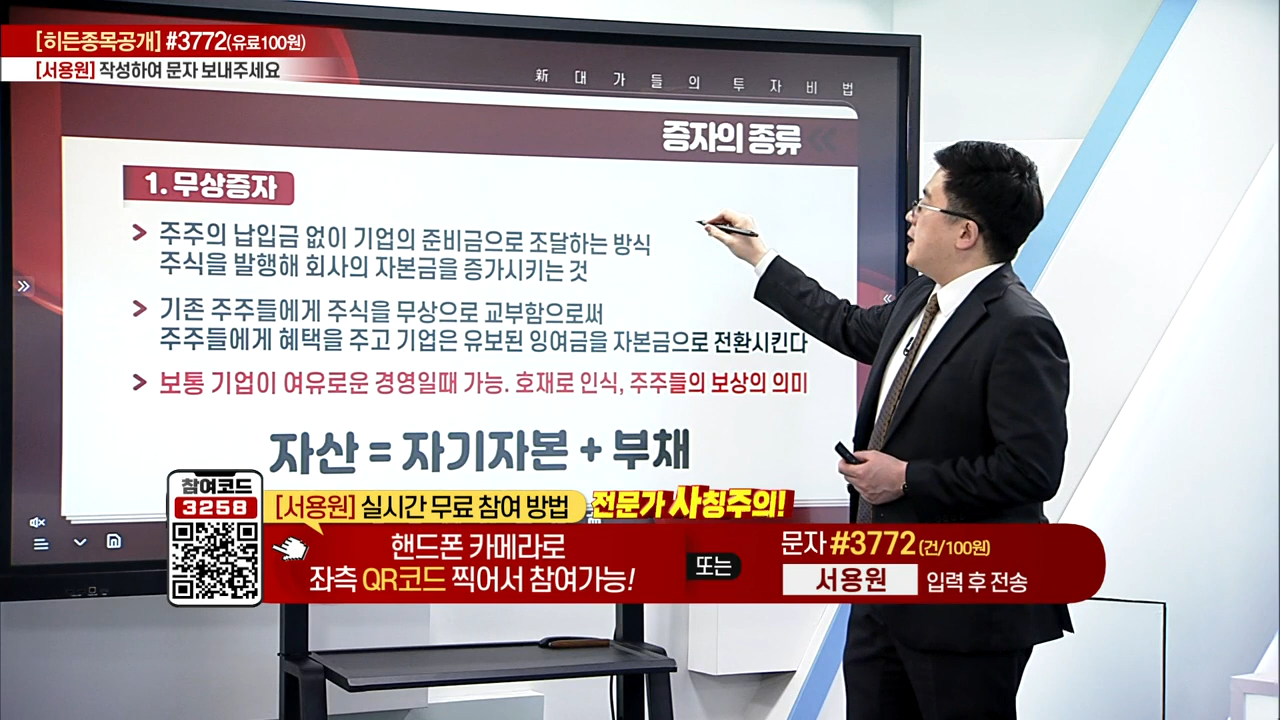 [히든종목공개] #3772(유료100원)
[서용원] 작성하여 문자 보내주세요
新 대 가 들 의 투 자 비 법
증자의 종류
1. 무상증자
주주의 납입금 없이 기업의 준비금으로 조달하는 방식
주식을 발행해 회사의 자본금을 증가시키는 것
기존 주주들에게 주식을 무상으로 교부함으로써
주주들에게 혜택을 주고 기업은 유보된 잉여금을 자본금으로 전환시킨다
보통 기업이 여유로운 경영일때 가능. 호재로 인식, 주주들의 보상의 의미
자산 = 자기자본 + 부채
참여코드
3258
[서용원] 실시간 무료 참여 방법
전문가 사칭주의!
핸드폰 카메라로
좌측 QR코드 찍어서 참여가능!
또는
문자 #3772 (건/100원)
서용원 입력 후 전송